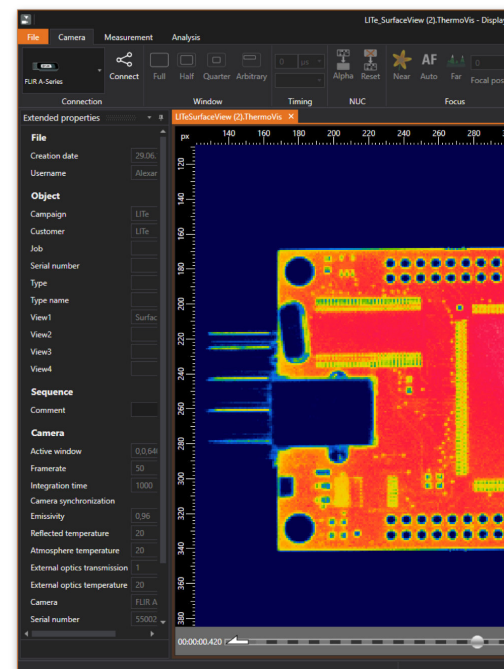 LITe_SurfaceView (2).ThermoVis - Display
File Camera Measurement Analysis
FLIR A-Series
Connect
Full Half Quarter Arbitrary
0 us
Alpha Reset
AF
Near Auto Far
0
Focal pos
Connection Window Timing NUC Focus
Extended properties
LITeSurfaceView (2).ThermoVis ×
px 140 160 180 200 220 240 260 280
120
140
160
180
200
220
240
260
280
300
320
340
360
380
File
Creation date 29.06.
Username Alexar
Object
Campaign LITe
Customer LITe
Job
Serial number
Type
Type name
View1 Surfac
View2
View3
View4
Sequence
Comment
Camera
Active window 0,0,64
Framerate 50
Integration time 1000
Camera synchronization
Emissivity 0,96
Reflected temperature 20
Atmosphere temperature 20
External optics transmission 1
External optics temperature 20
Camera FLIR A
Serial number 55002
00:00:00.420